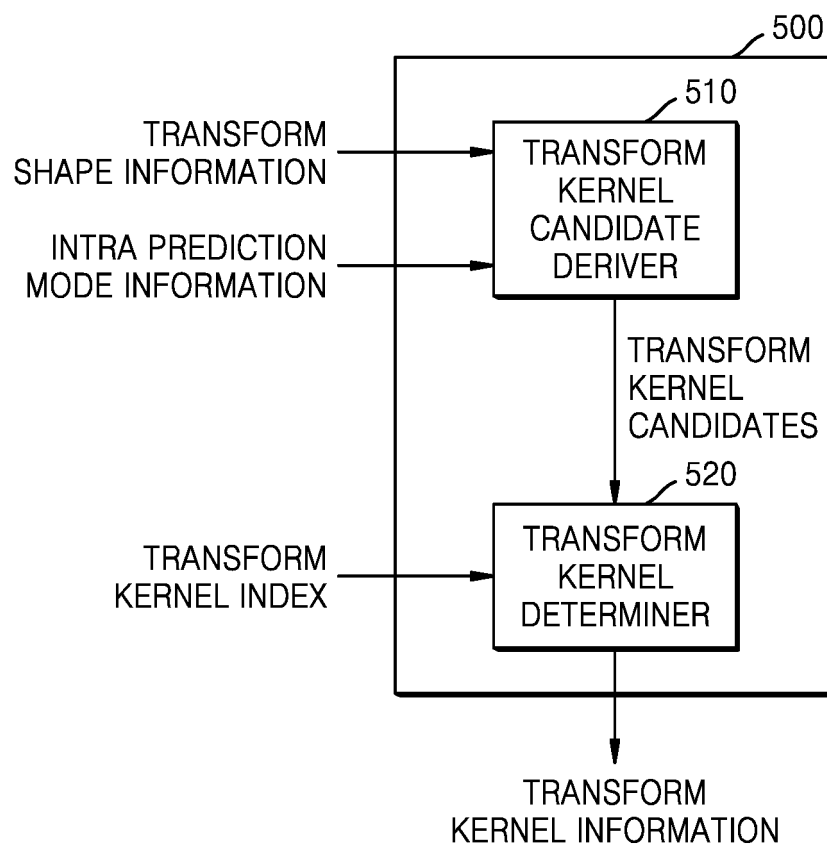 500
510
TRANSFORM
SHAPE INFORMATION
TRANSFORM
KERNEL
CANDIDATE
DERIVER
INTRA PREDICTION
MODE INFORMATION
TRANSFORM
KERNEL
CANDIDATES
520
TRANSFORM
KERNEL INDEX
TRANSFORM
KERNEL
DETERMINER
TRANSFORM
KERNEL INFORMATION